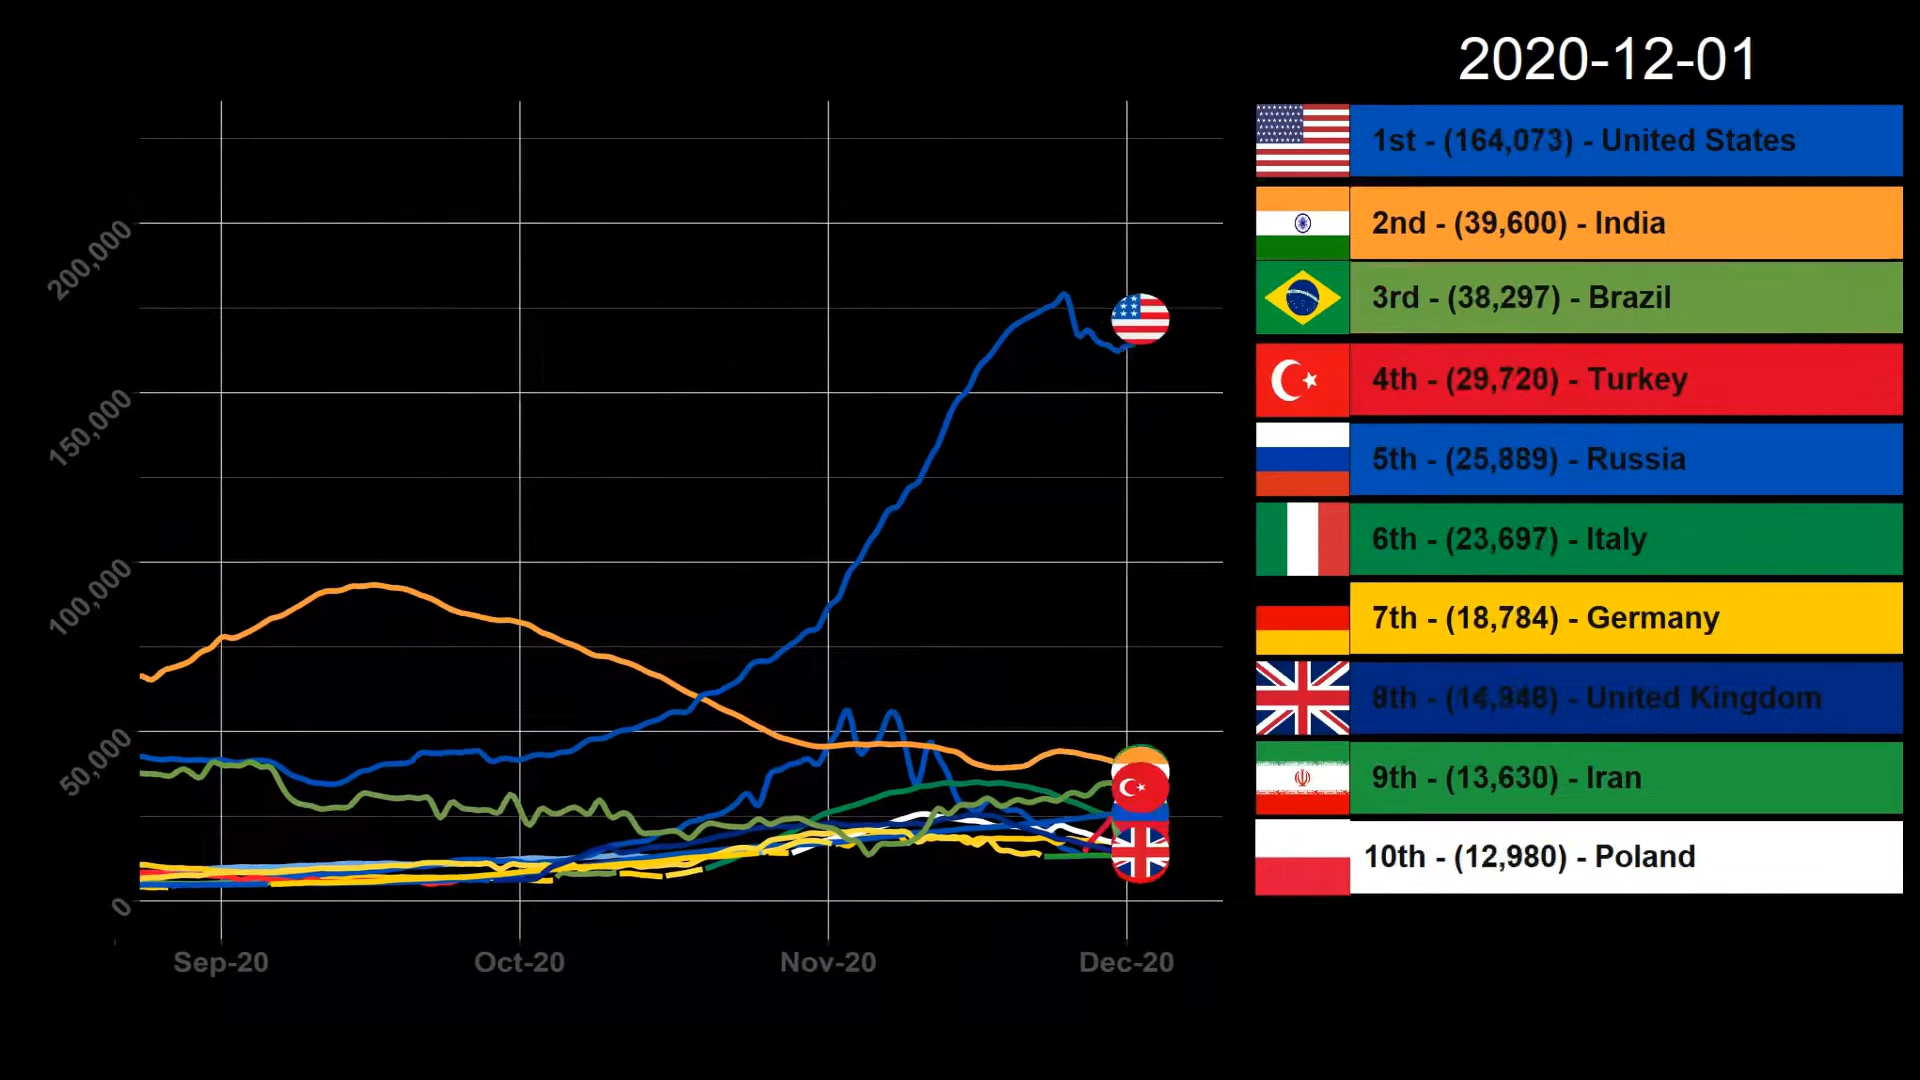 2020-12-01
1st - (164,073) - United States
2nd - (39,600) - India
3rd - (38,297) - Brazil
4th - (29,720) - Turkey
5th - (25,889) - Russia
6th - (23,697) - Italy
7th - (18,784) - Germany
8th - (14,848) - United Kingdom
9th - (13,630) - Iran
10th - (12,980) - Poland
200,000
150,000
100,000
50,000
0
Sep-20
Oct-20
Nov-20
Dec-20